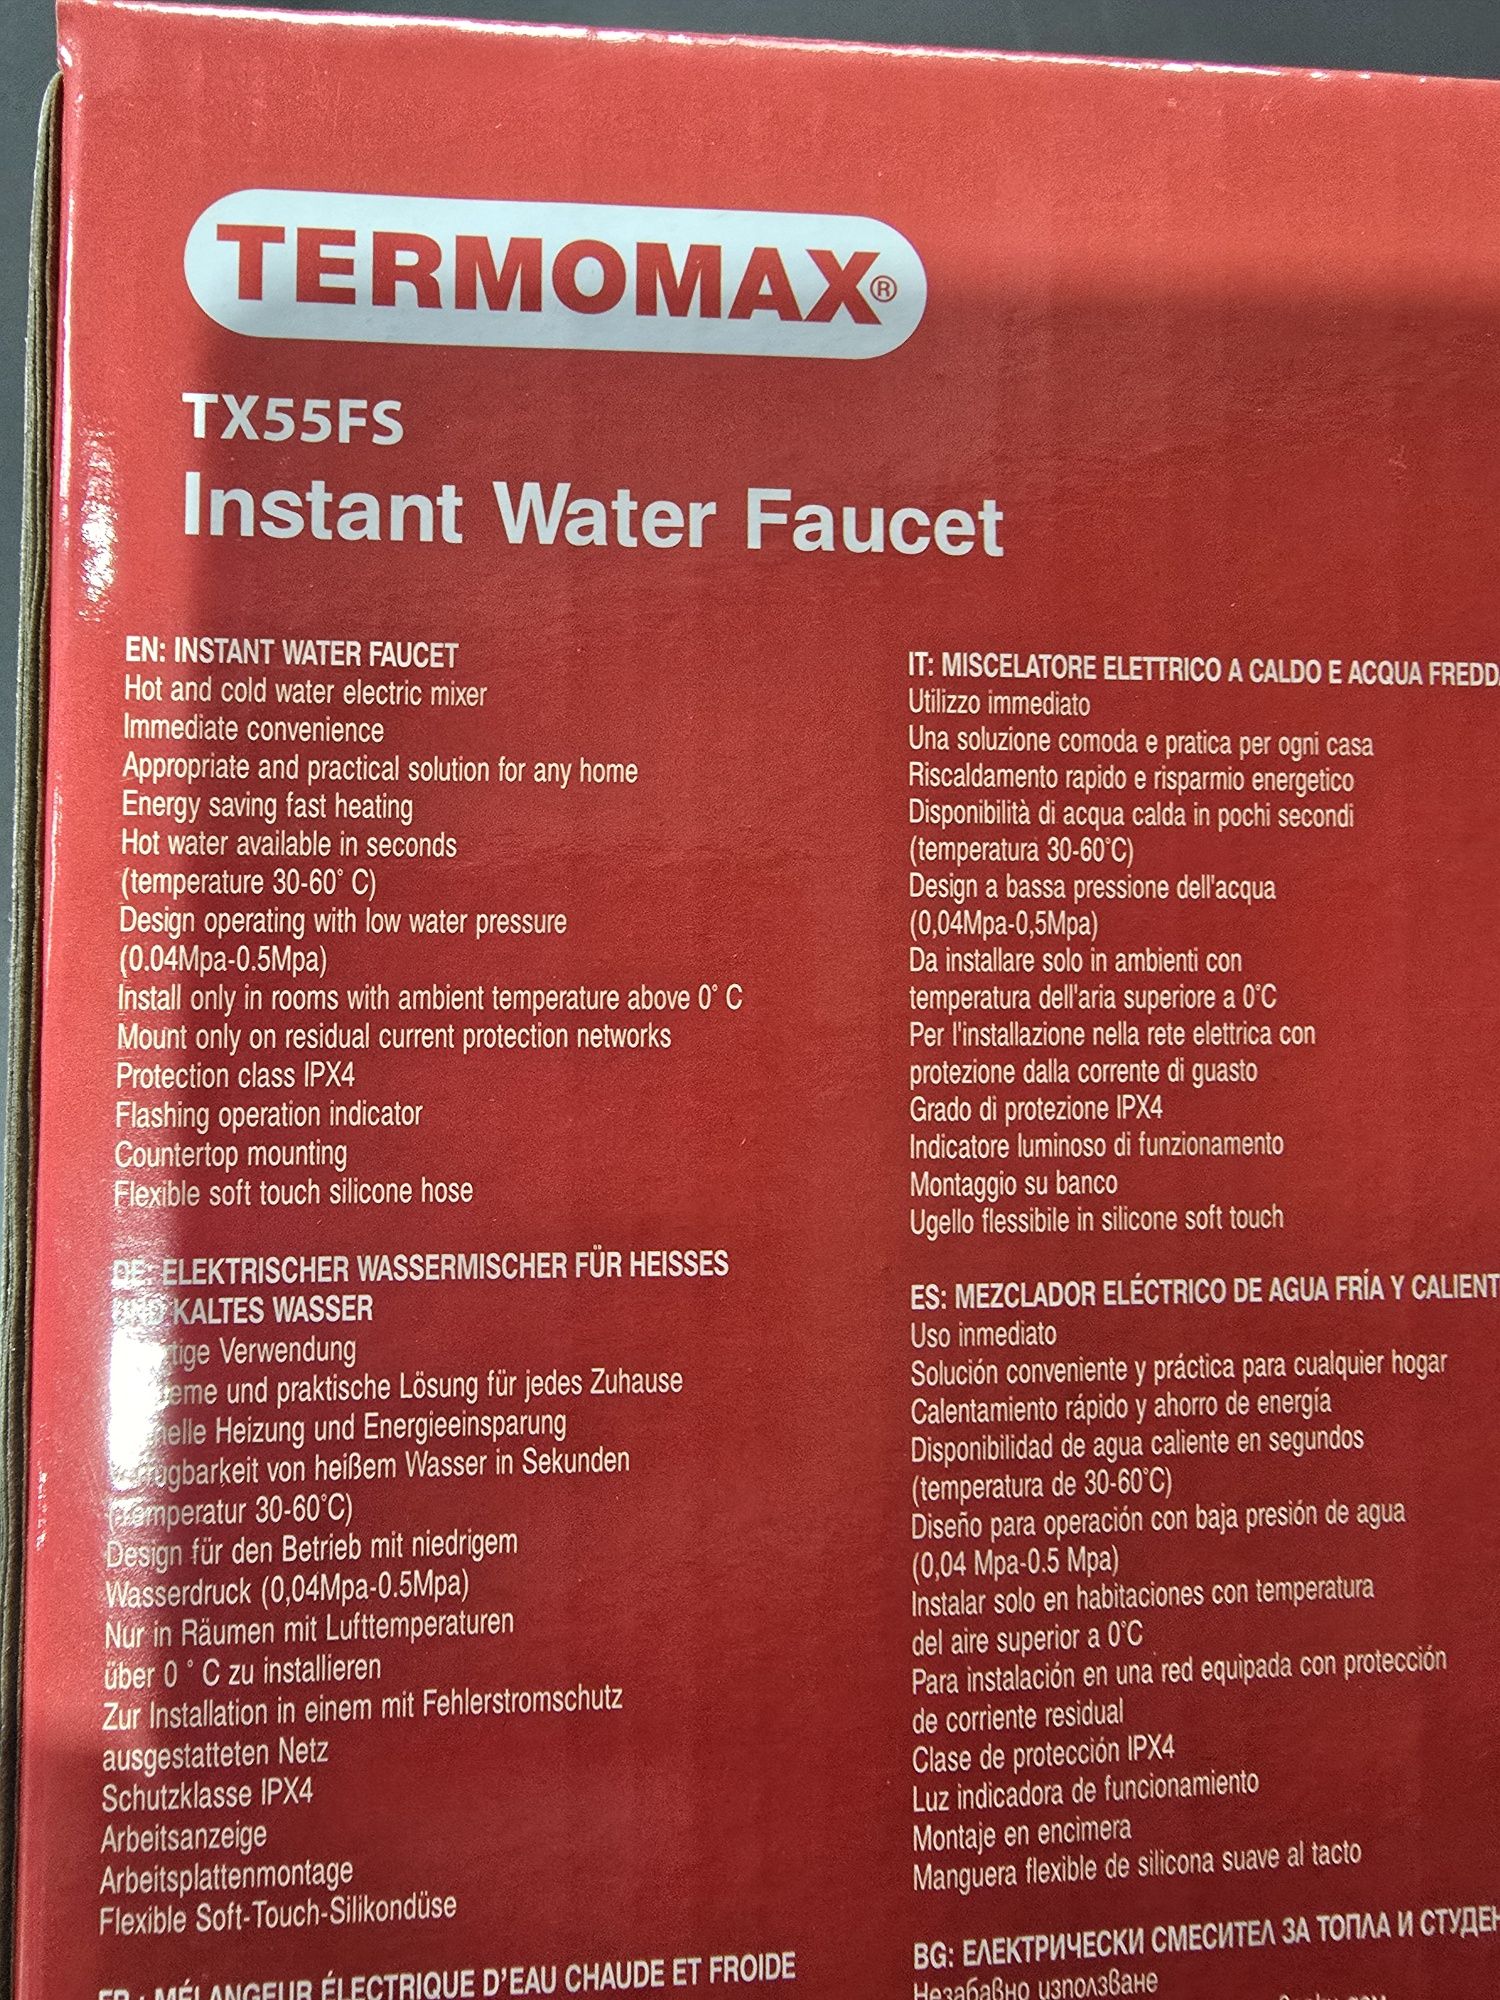 TERMOMAX®
TX55FS
Instant Water Faucet
EN: INSTANT WATER FAUCET
Hot and cold water electric mixer
Immediate convenience
Appropriate and practical solution for any home
Energy saving fast heating
Hot water available in seconds
(temperature 30-60° C)
Design operating with low water pressure
(0.04Mpa-0.5Mpa)
Install only in rooms with ambient temperature above 0° C
Mount only on residual current protection networks
Protection class IPX4
Flashing operation indicator
Countertop mounting
Flexible soft touch silicone hose
DE: ELEKTRISCHER WASSERMISCHER FÜR HEISSES
UND KALTES WASSER
Verwendung
und praktische Lösung für jedes Zuhause
Heizung und Energieeinsparung
von heißem Wasser in Sekunden
(Temperatur 30-60°C)
Design für den Betrieb mit niedrigem
Wasserdruck (0,04Mpa-0.5Mpa)
Nur in Räumen mit Lufttemperaturen
über 0 ° C zu installieren
Zur Installation in einem mit Fehlerstromschutz
ausgestatteten Netz
Schutzklasse IPX4
Arbeitsanzeige
Arbeitsplattenmontage
Flexible Soft-Touch-Silikondüse
FR : MÉLANGEUR ÉLECTRIQUE D'EAU CHAUDE ET FROIDE
IT: MISCELATORE ELETTRICO A CALDO E ACQUA FREDDA
Utilizzo immediato
Una soluzione comoda e pratica per ogni casa
Riscaldamento rapido e risparmio energetico
Disponibilità di acqua calda in pochi secondi
(temperatura 30-60°C)
Design a bassa pressione dell'acqua
(0,04Mpa-0,5Mpa)
Da installare solo in ambienti con
temperatura dell'aria superiore a 0°C
Per l'installazione nella rete elettrica con
protezione dalla corrente di guasto
Grado di protezione IPX4
Indicatore luminoso di funzionamento
Montaggio su banco
Ugello flessibile in silicone soft touch
ES: MEZCLADOR ELÉCTRICO DE AGUA FRÍA Y CALIENT
Uso inmediato
Solución conveniente y práctica para cualquier hogar
Calentamiento rápido y ahorro de energía
Disponibilidad de agua caliente en segundos
(temperatura de 30-60°C)
Diseño para operación con baja presión de agua
(0,04 Mpa-0.5 Mpa)
Instalar solo en habitaciones con temperatura
del aire superior a 0°C
Para instalación en una red equipada con protección
de corriente residual
Clase de protección IPX4
Luz indicadora de funcionamiento
Montaje en encimera
Manguera flexible de silicona suave al tacto
BG: ЕЛЕКТРИЧЕСКИ СМЕСИТЕЛ ЗА ТОПЛА И СТУДЕН
Незабавно използване